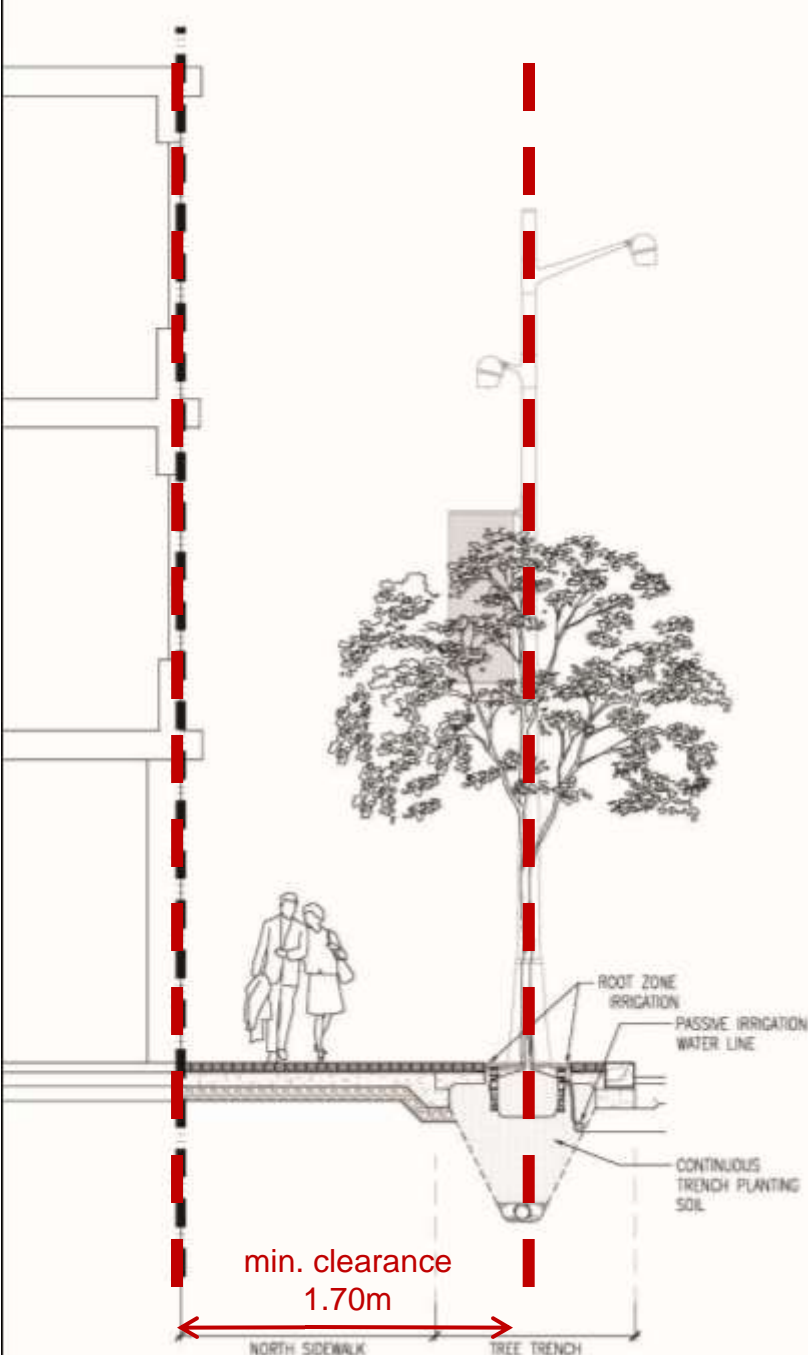 ROOT ZONE
IRRIGATION
PASSIVE IRRIGATION
WATER LINE
CONTINUOUS
TRENCH PLANTING
SOIL
min. clearance
1.70m
NORTH SIDEWALK
TREE TRENCH